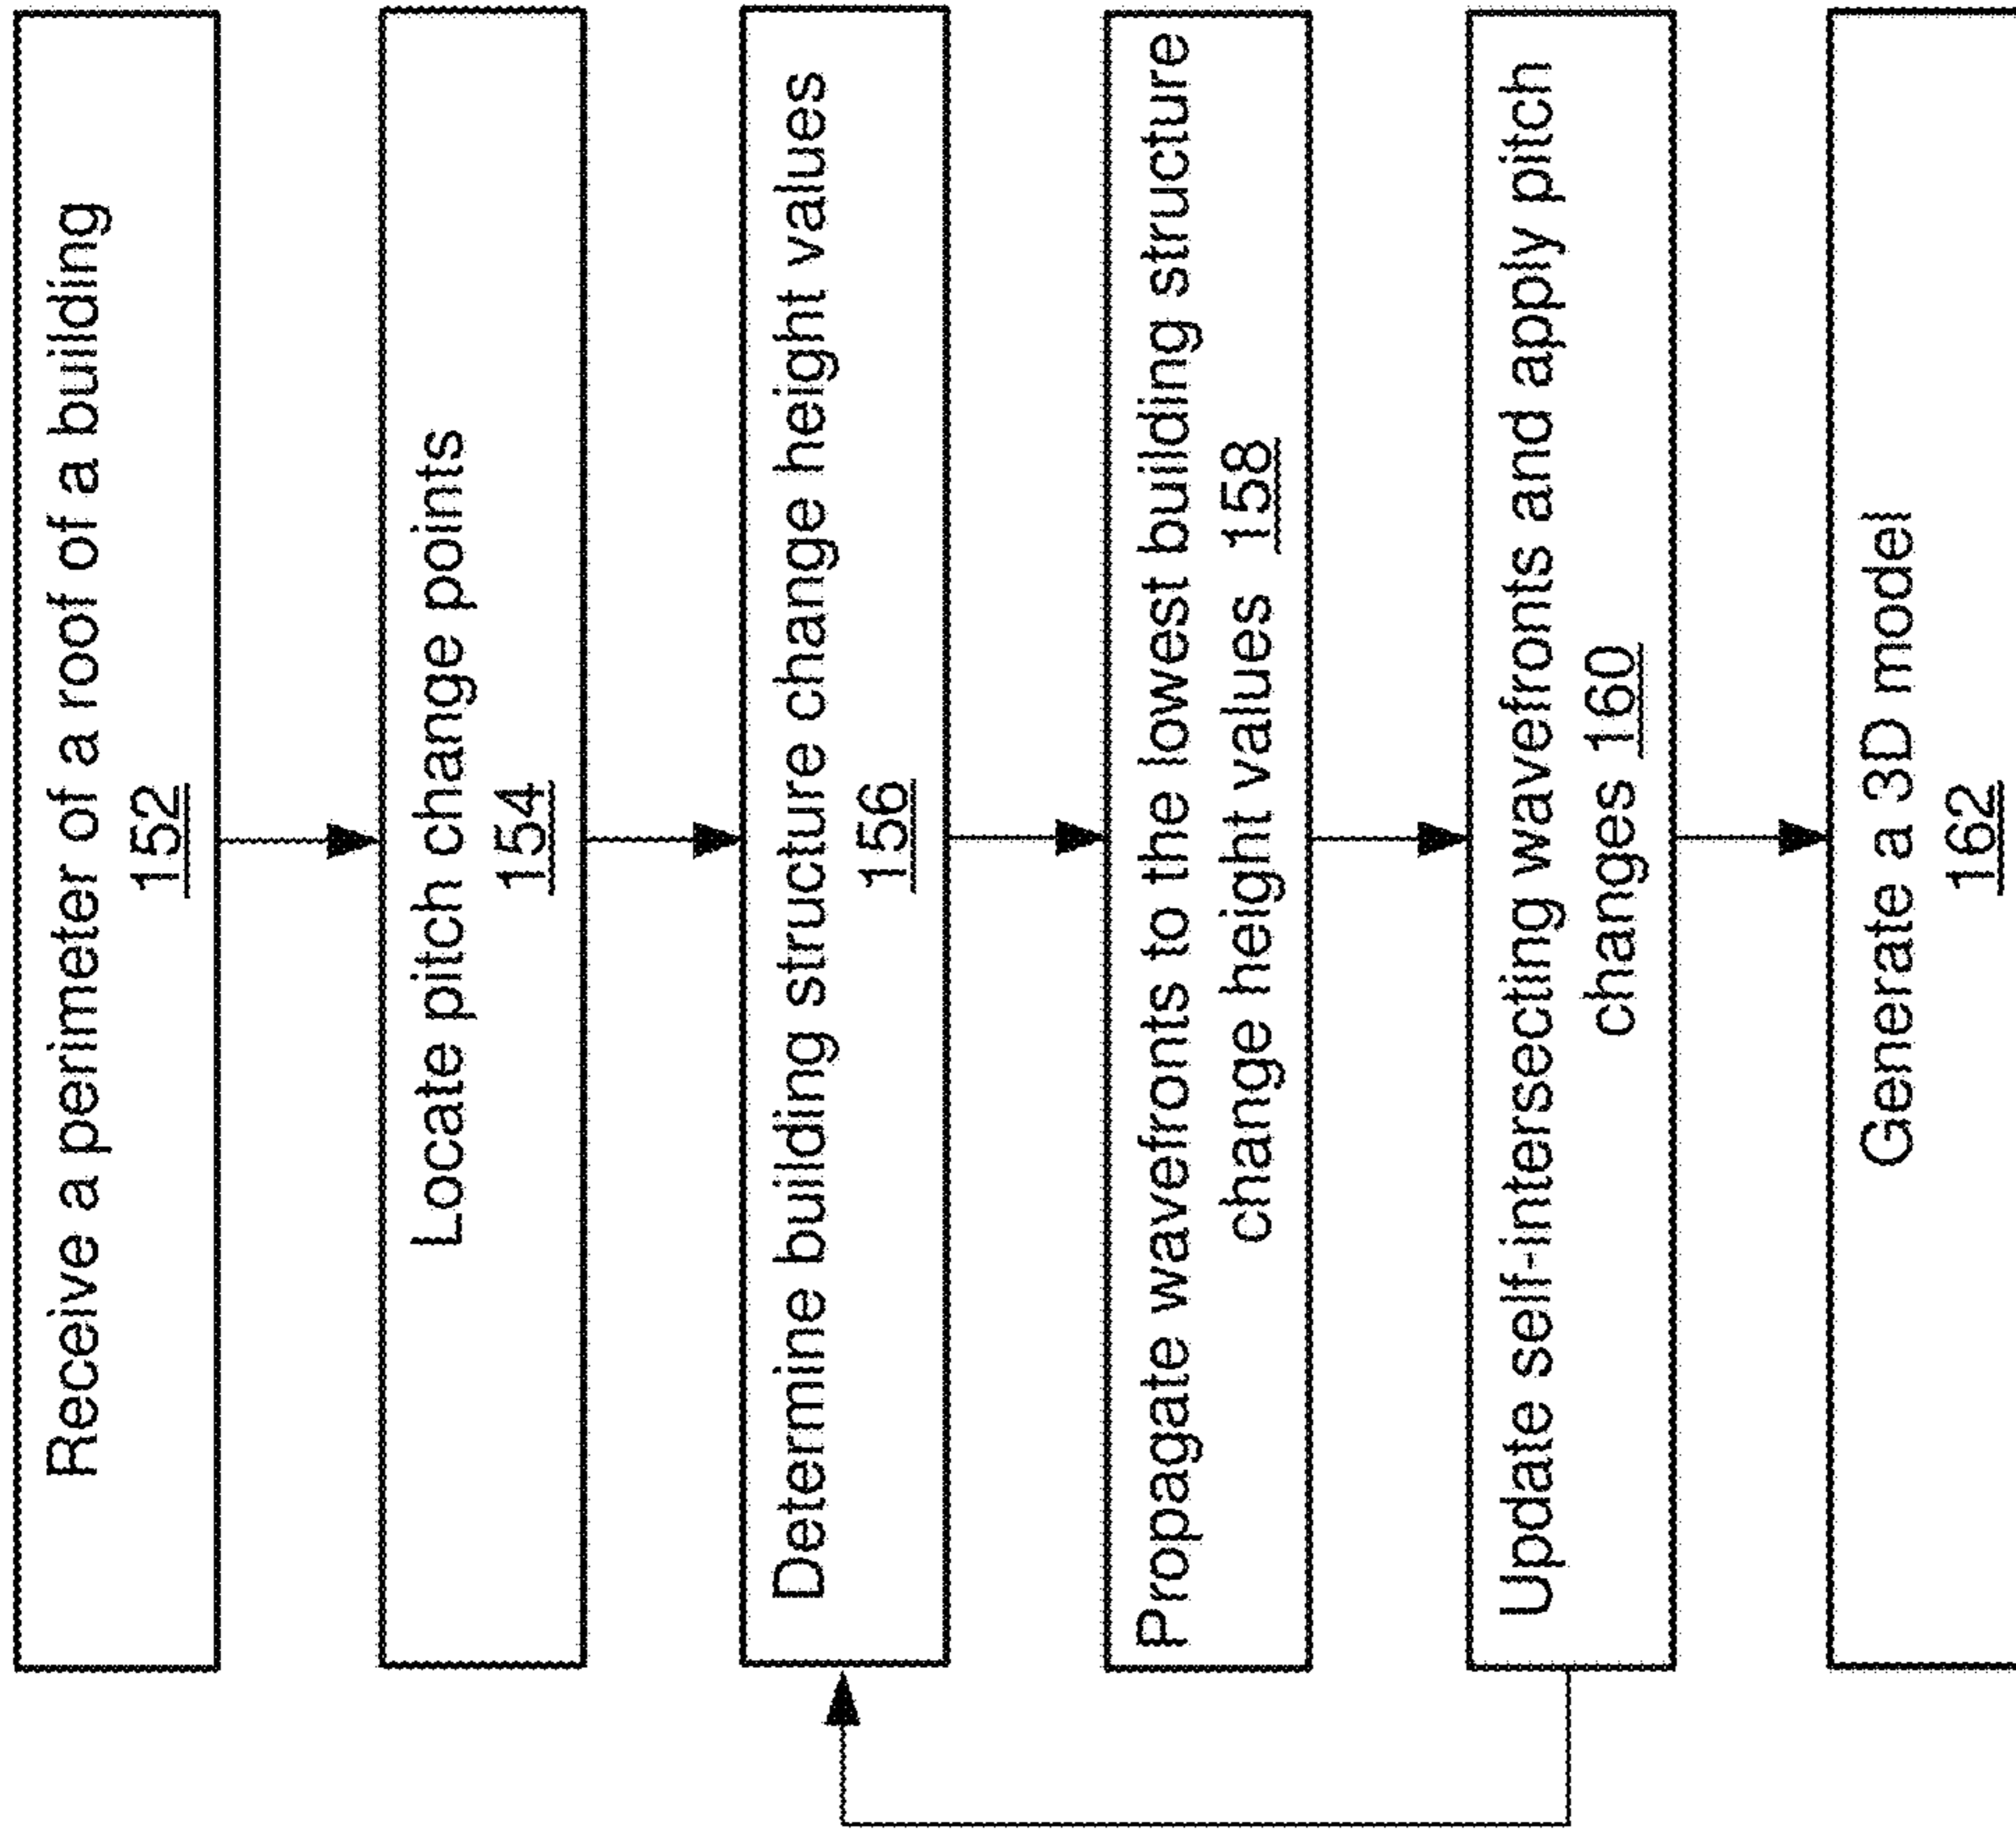 Receive a perimeter of a roof of a building
152
Locate pitch change points
154
Determine building structure change height values
156
Propagate wavefronts to the lowest building structure
change height values 158
Update self-intersecting wavefronts and apply pitch
changes 160
Generate a 3D model
162